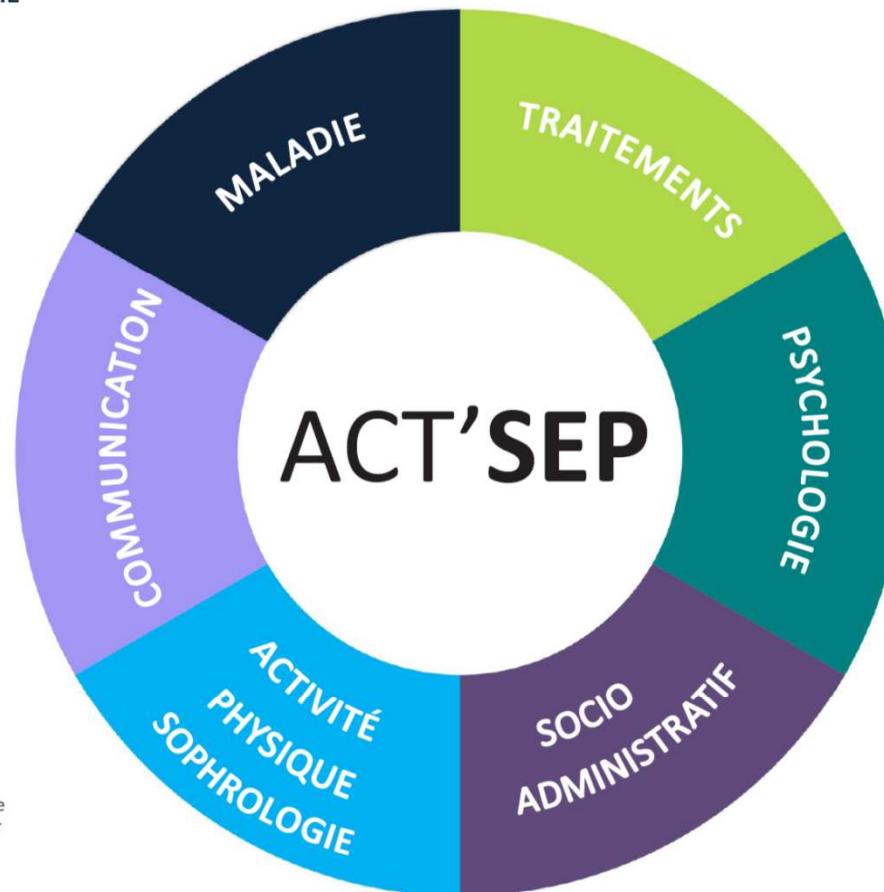 MALADIE
TRAITEMENTS
PSYCHOLOGIE
SOCIO
ADMINISTRATIF
ACTIVITÉ
PHYSIQUE
SOPHROLOGIE
COMMUNICATION
ACT’SEP